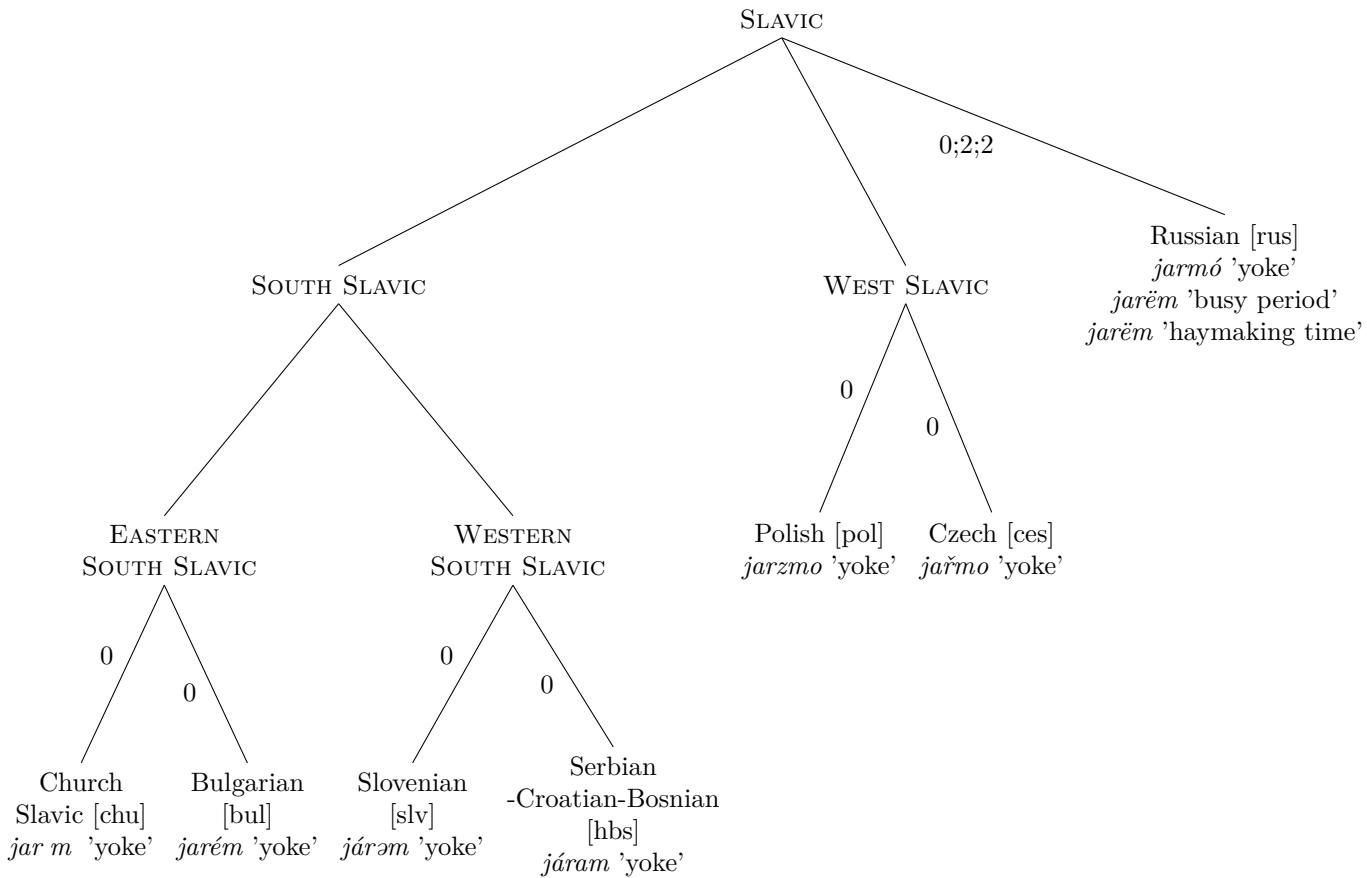 SLAVIC
0;2;2
Russian [rus]
jarmó 'yoke'
jarëm 'busy period'
jarëm 'haymaking time'
SOUTH SLAVIC
WEST SLAVIC
0
0
Polish [pol]
jarzmo 'yoke'
Czech [ces]
jařmo 'yoke'
EASTERN
SOUTH SLAVIC
WESTERN
SOUTH SLAVIC
0
0
0
0
Church
Slavic [chu]
jar m 'yoke'
Bulgarian
[bul]
jarém 'yoke'
Slovenian
[slv]
járəm 'yoke'
Serbian
-Croatian-Bosnian
[hbs]
járam 'yoke'